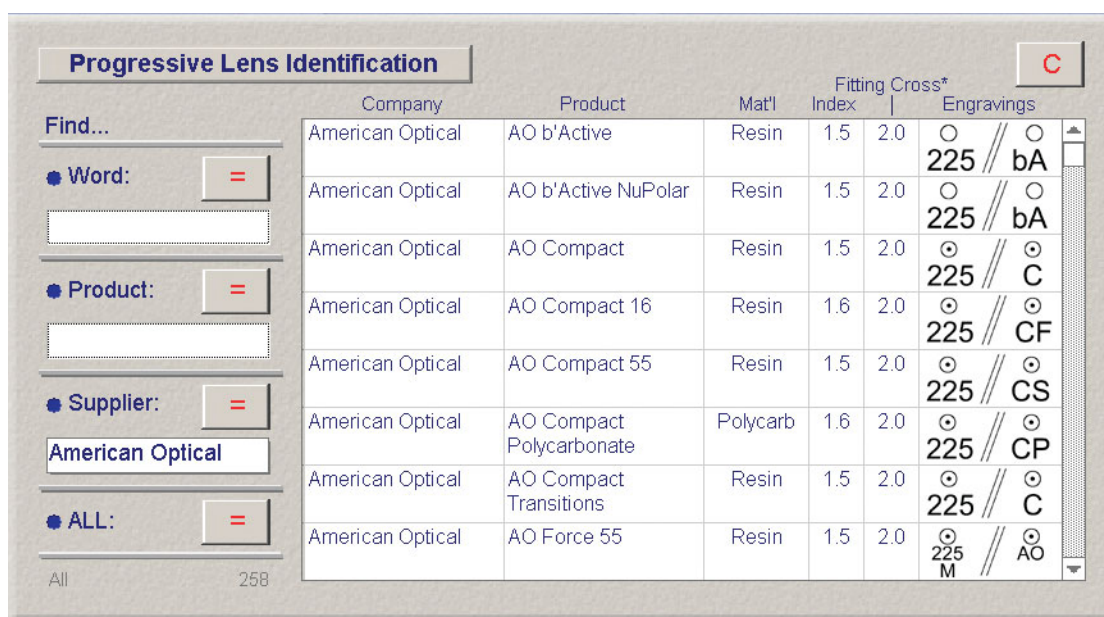 Progressive Lens Identification
C
Fitting Cross*
Company Product Mat'l Index | Engravings
Find...
Word: =
Product: =
Supplier: =
American Optical
ALL: =
All 258
American Optical AO b'Active Resin 1.5 2.0 225 // bA
American Optical AO b'Active NuPolar Resin 1.5 2.0 225 // bA
American Optical AO Compact Resin 1.5 2.0 225 // C
American Optical AO Compact 16 Resin 1.6 2.0 225 // CF
American Optical AO Compact 55 Resin 1.5 2.0 225 // CS
American Optical AO Compact Polycarb 1.6 2.0 225 // CP
Polycarbonate
American Optical AO Compact Resin 1.5 2.0 225 // C
Transitions
American Optical AO Force 55 Resin 1.5 2.0 225 // AO
M